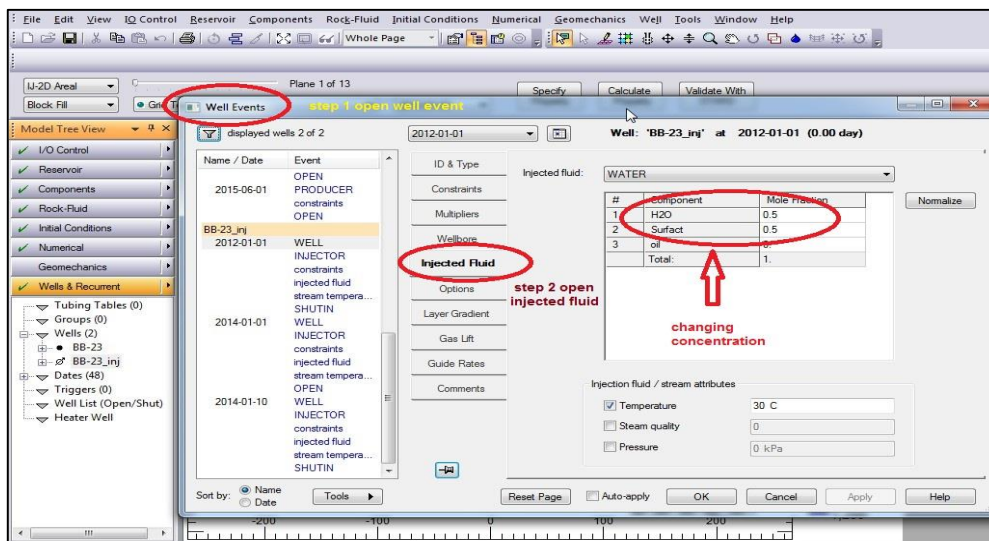 File Edit View IO Control Reservoir Components Rock-Fluid Initial Conditions Numerical Geomechanics Well Tools Window Help
Whole Page
IJ-2D Areal
Plane 1 of 13
Specify
Calculate
Validate With
Block Fill
Well Events
step 1 open well event
Model Tree View
I/O Control
Reservoir
Components
Rock-Fluid
Initial Conditions
Numerical
Geomechanics
Wells & Recurrent
Tubing Tables (0)
Groups (0)
Wells (2)
BB-23
BB-23_inj
Dates (48)
Triggers (0)
Well List (Open/Shut)
Heater Well
displayed wells 2 of 2
2012-01-01
Well: 'BB-23_inj' at 2012-01-01 (0.00 day)
Name / Date Event
OPEN
2015-06-01 PRODUCER
constraints
OPEN
BB-23_inj
2012-01-01 WELL
INJECTOR
constraints
injected fluid
stream tempera...
SHUTIN
2014-01-01 WELL
INJECTOR
constraints
injected fluid
stream tempera...
OPEN
2014-01-10 WELL
INJECTOR
constraints
injected fluid
stream tempera...
SHUTIN
ID & Type
Constraints
Multipliers
Wellbore
Injected Fluid
Options
Layer Gradient
Gas Lift
Guide Rates
Comments
step 2 open
injected fluid
Injected fluid: WATER
# Component Mole Fraction
1 H2O 0.5
2 Surfact 0.5
3 oil 0.
Total: 1.
Normalize
changing
concentration
Injection fluid / stream attributes
Temperature 30 C
Steam quality 0
Pressure 0 kPa
Sort by: Name
Date
Tools
Reset Page
Auto-apply
OK
Cancel
Apply
Help
-200 -100 0 100 200